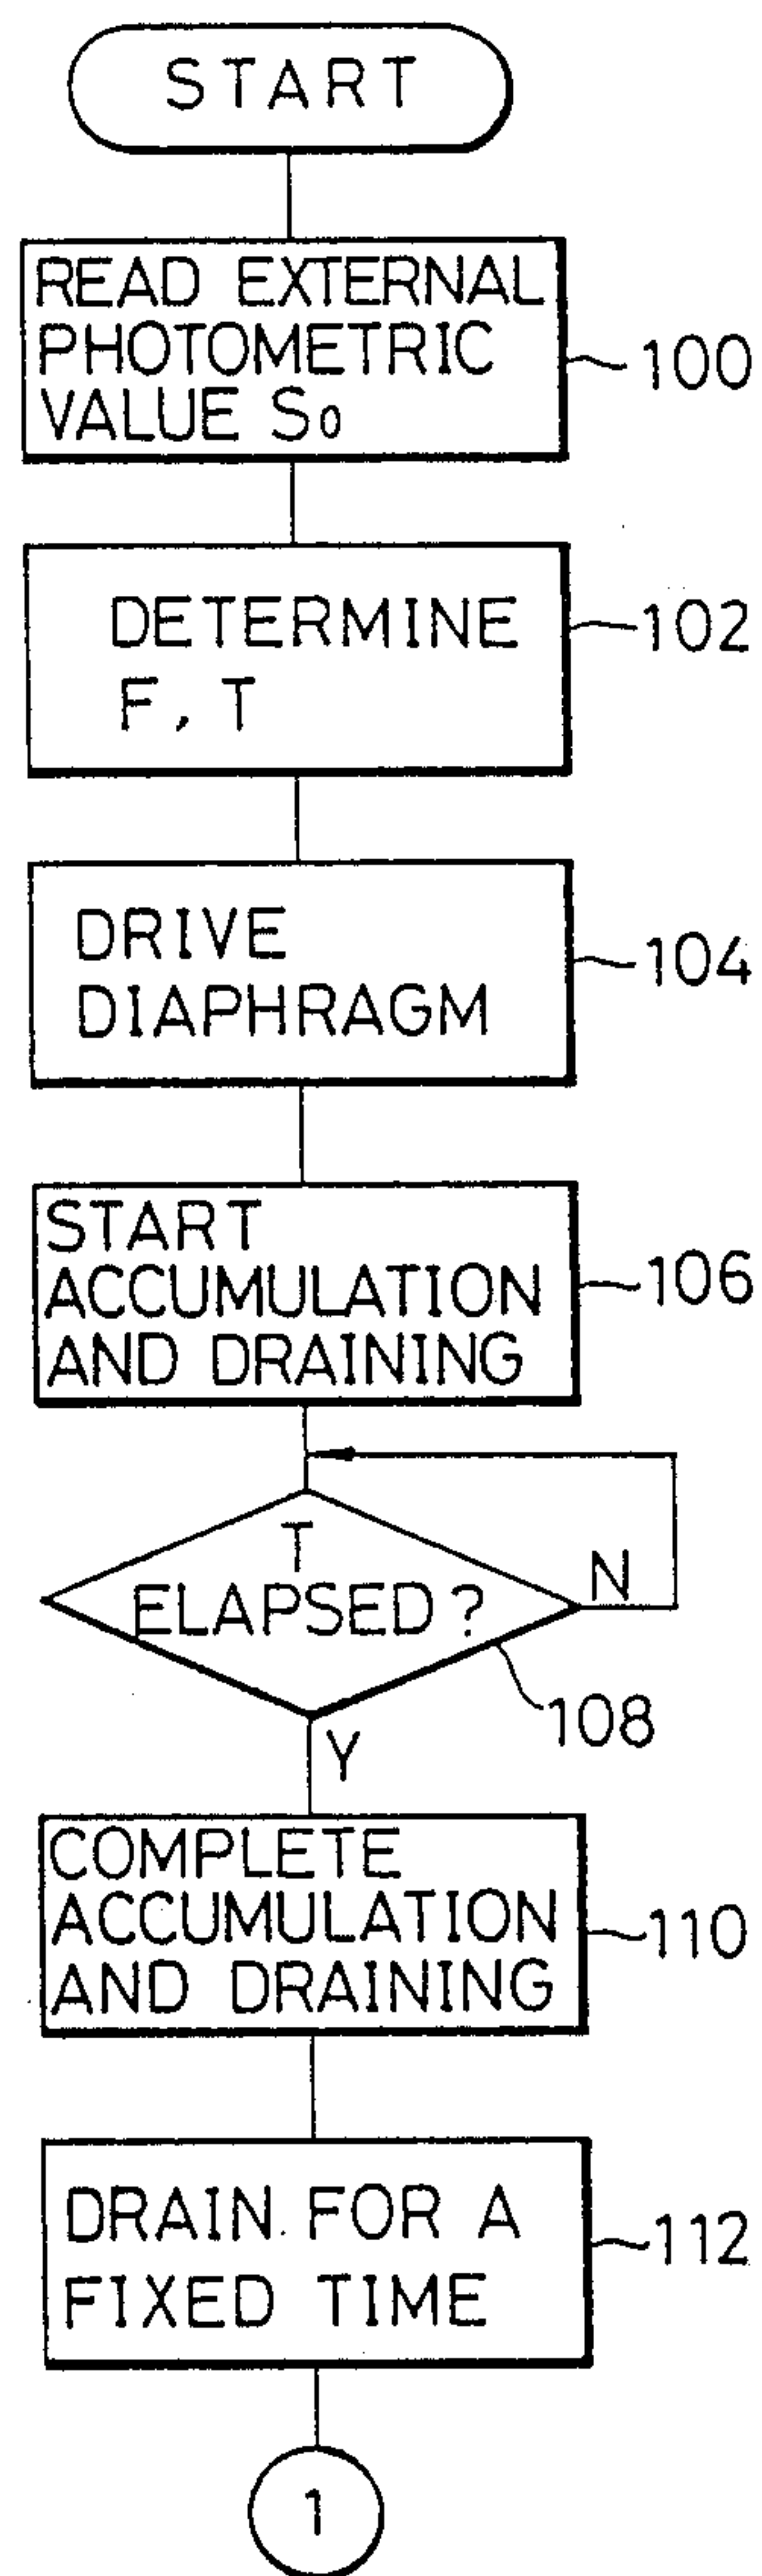 START
READ EXTERNAL
PHOTOMETRIC
VALUE S0
100
DETERMINE
F, T
102
DRIVE
DIAPHRAGM
104
START
ACCUMULATION
AND DRAINING
106
T
ELAPSED?
N
108
Y
COMPLETE
ACCUMULATION
AND DRAINING
110
DRAIN FOR A
FIXED TIME
112
1